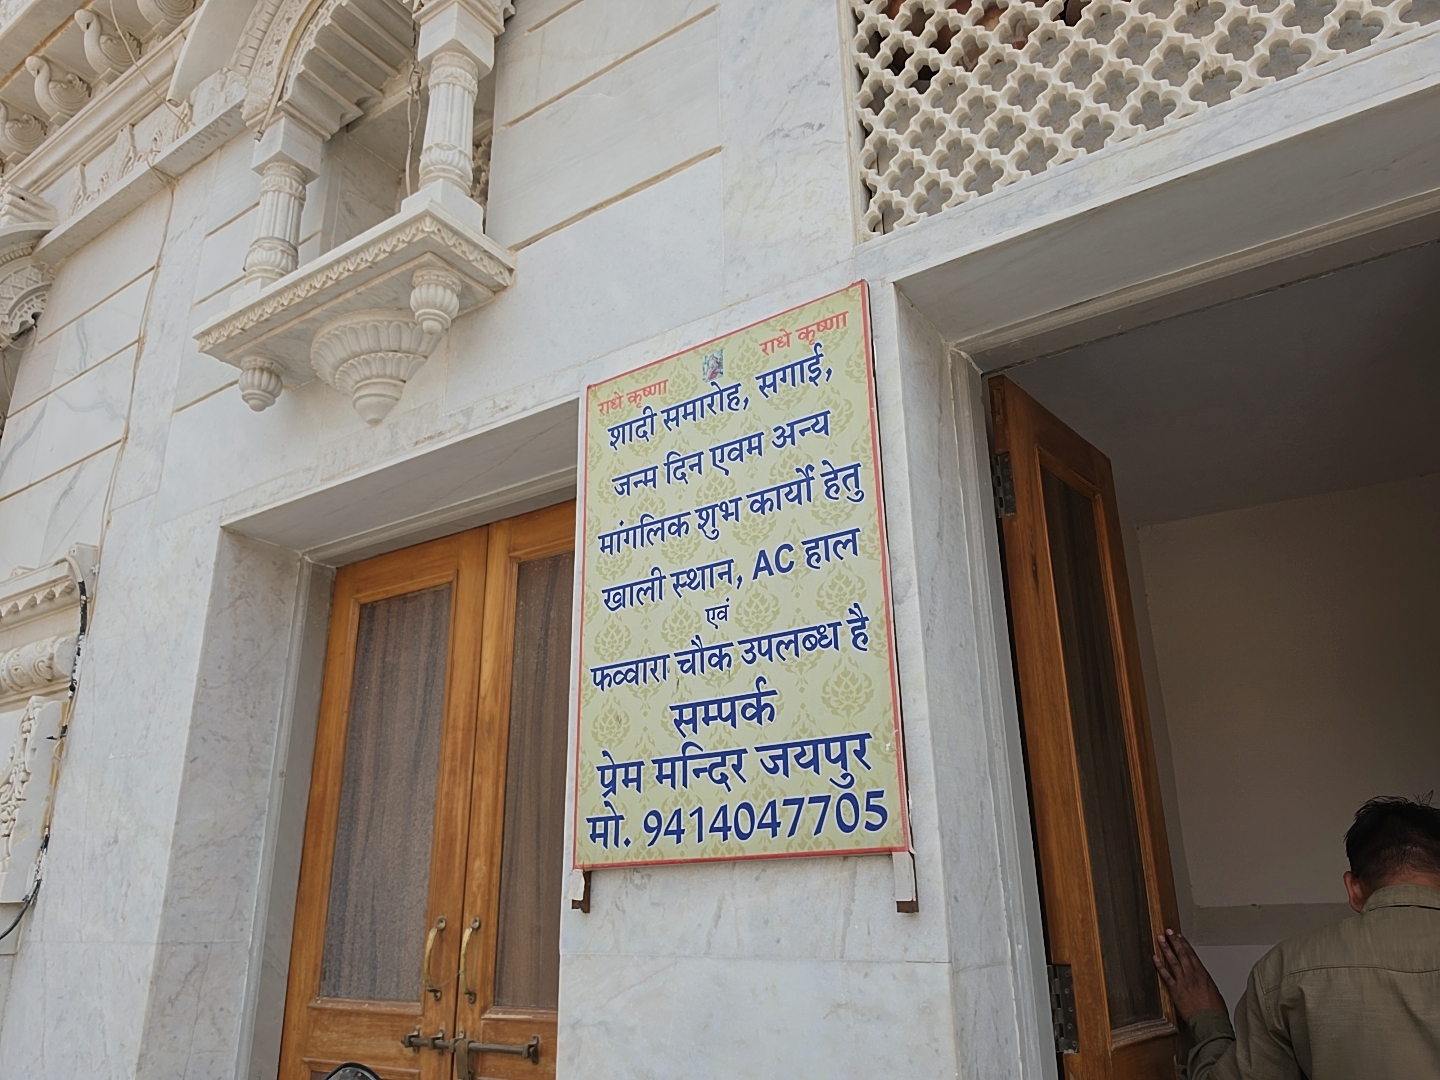 राधे कृष्णा राधे कृष्णा
शादी समारोह, सगाई,
जन्म दिन एवम अन्य
मांगलिक शुभ कार्यों हेतु
खाली स्थान, AC हाल
एवं
फव्वारा चौक उपलब्ध है
सम्पर्क
प्रेम मन्दिर जयपुर
मो. 9414047705